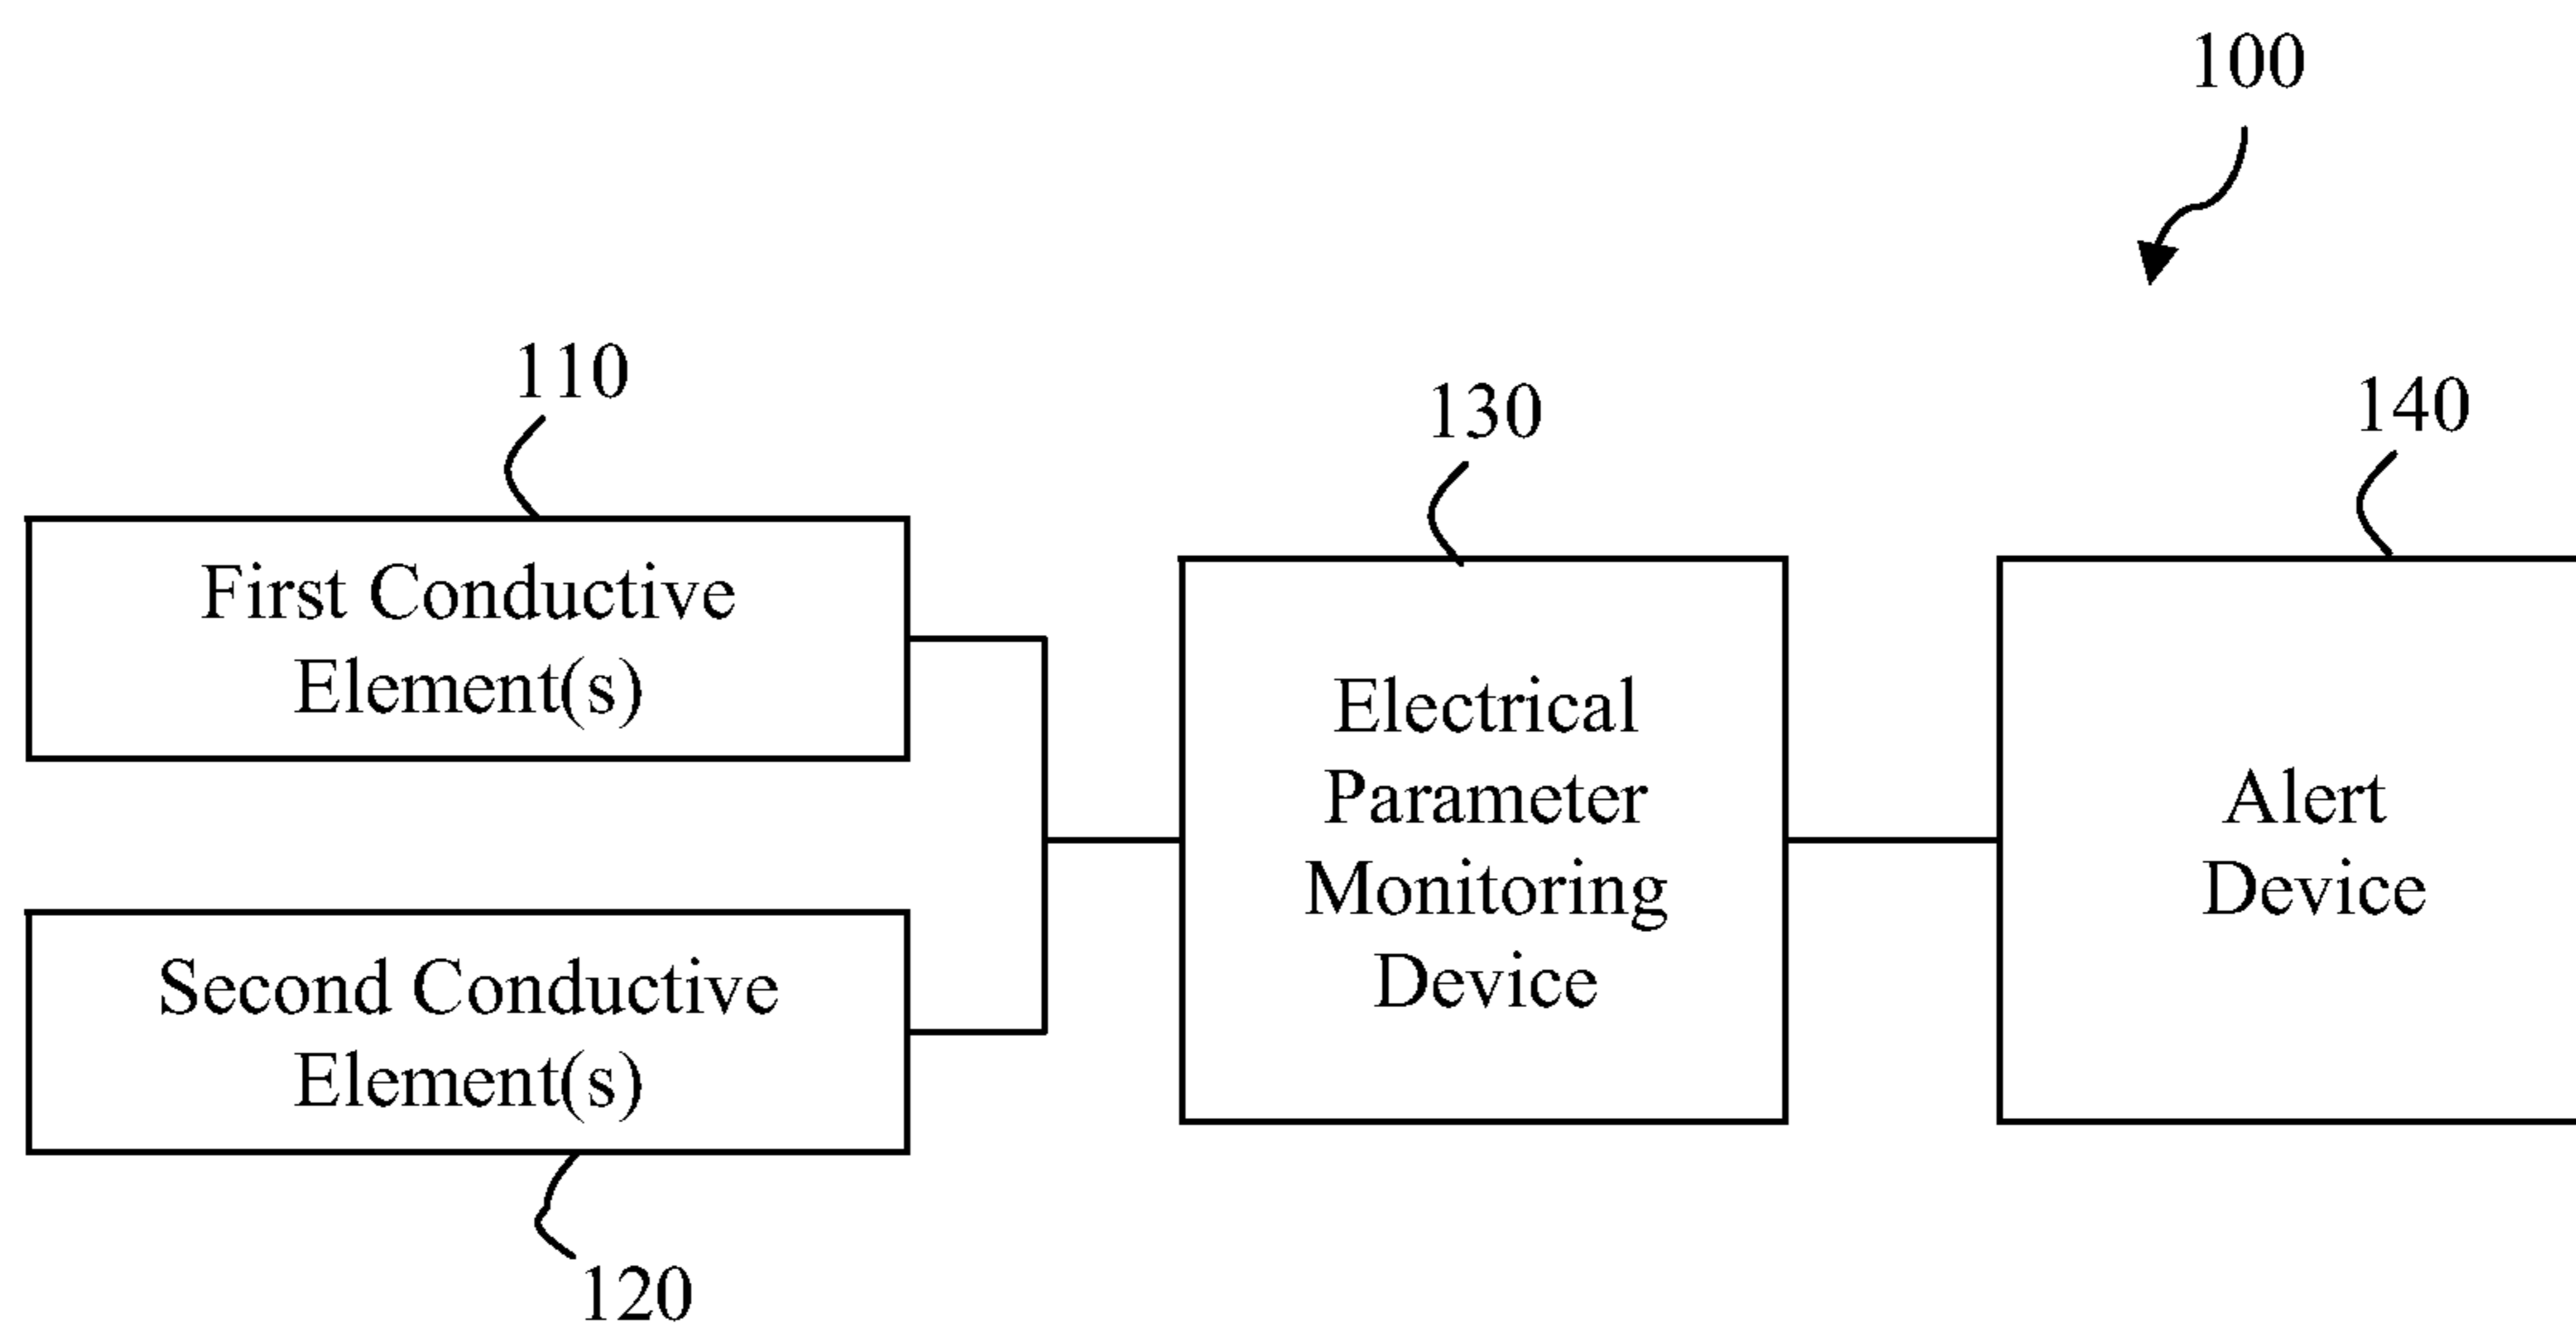 100
110
First Conductive
Element(s)
130
Electrical
Parameter
Monitoring
Device
140
Alert
Device
Second Conductive
Element(s)
120